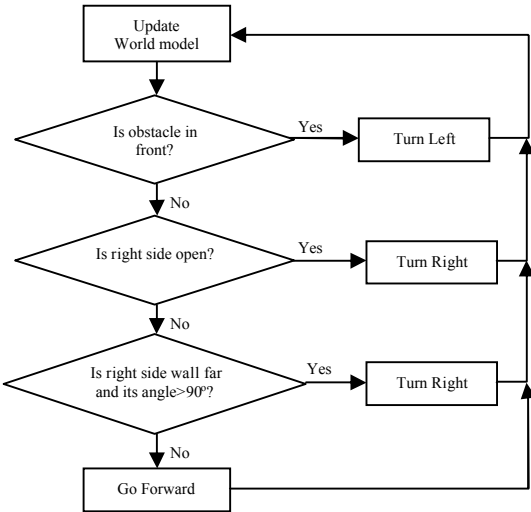 Update
World model
Is obstacle in
front?
Yes
Turn Left
No
Is right side open?
Yes
Turn Right
No
Is right side wall far
and its angle>90º?
Yes
Turn Right
No
Go Forward